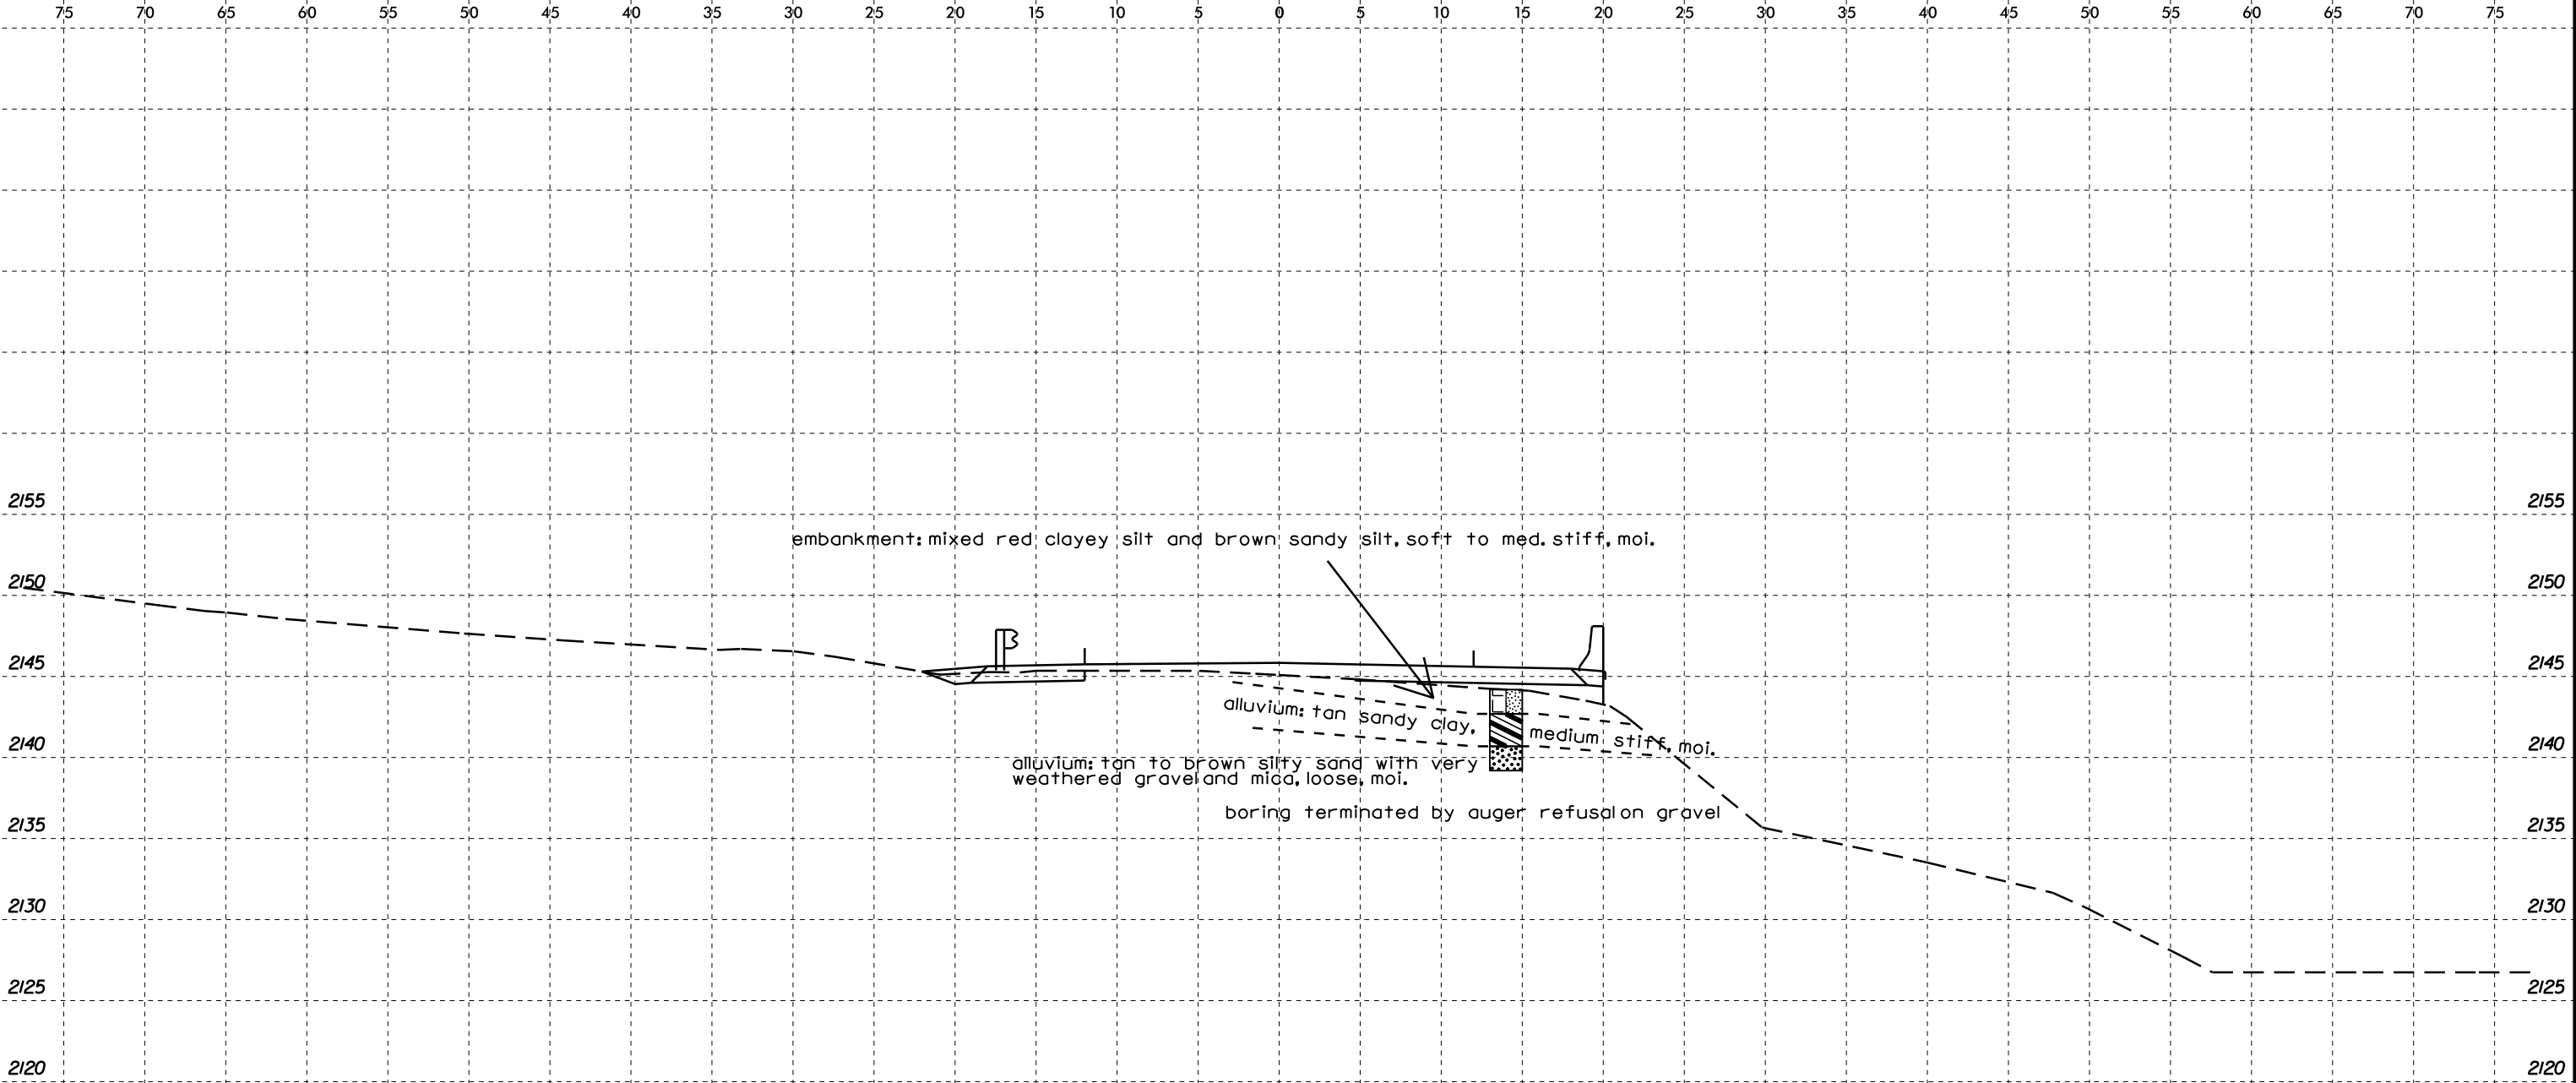 75 70 65 60 55 50 45 40 35 30 25 20 15 10 5 0 5 10 15 20 25 30 35 40 45 50 55 60 65 70 75
2155 2155
embankment: mixed red clayey silt and brown sandy silt, soft to med. stiff, moi.
2150 2150
2145 2145
alluvium: tan sandy clay, medium stiff, moi.
2140 2140
alluvium: tan to brown silty sand with very
weathered gravel and mica, loose, moi.
boring terminated by auger refusal on gravel
2135 2135
2130 2130
2125 2125
2120 2120